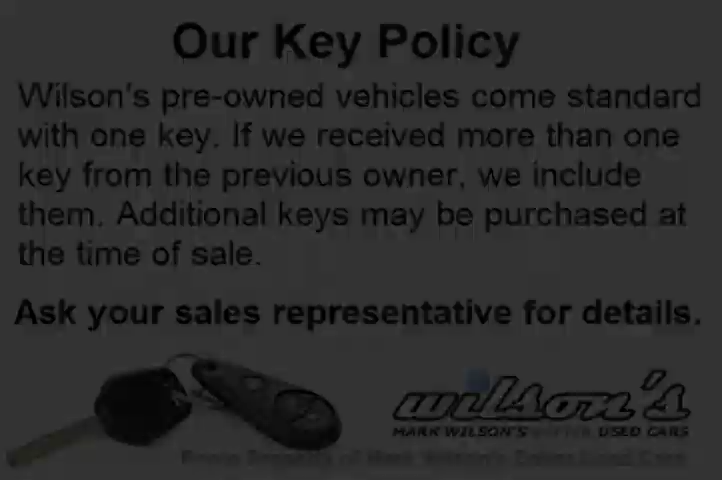 Our Key Policy
Wilson's pre-owned vehicles come standard
with one key. If we received more than one
key from the previous owner, we include
them. Additional keys may be purchased at
the time of sale.
Ask your sales representative for details.
wilson's
MARK WILSON'S BETTER USED CARS